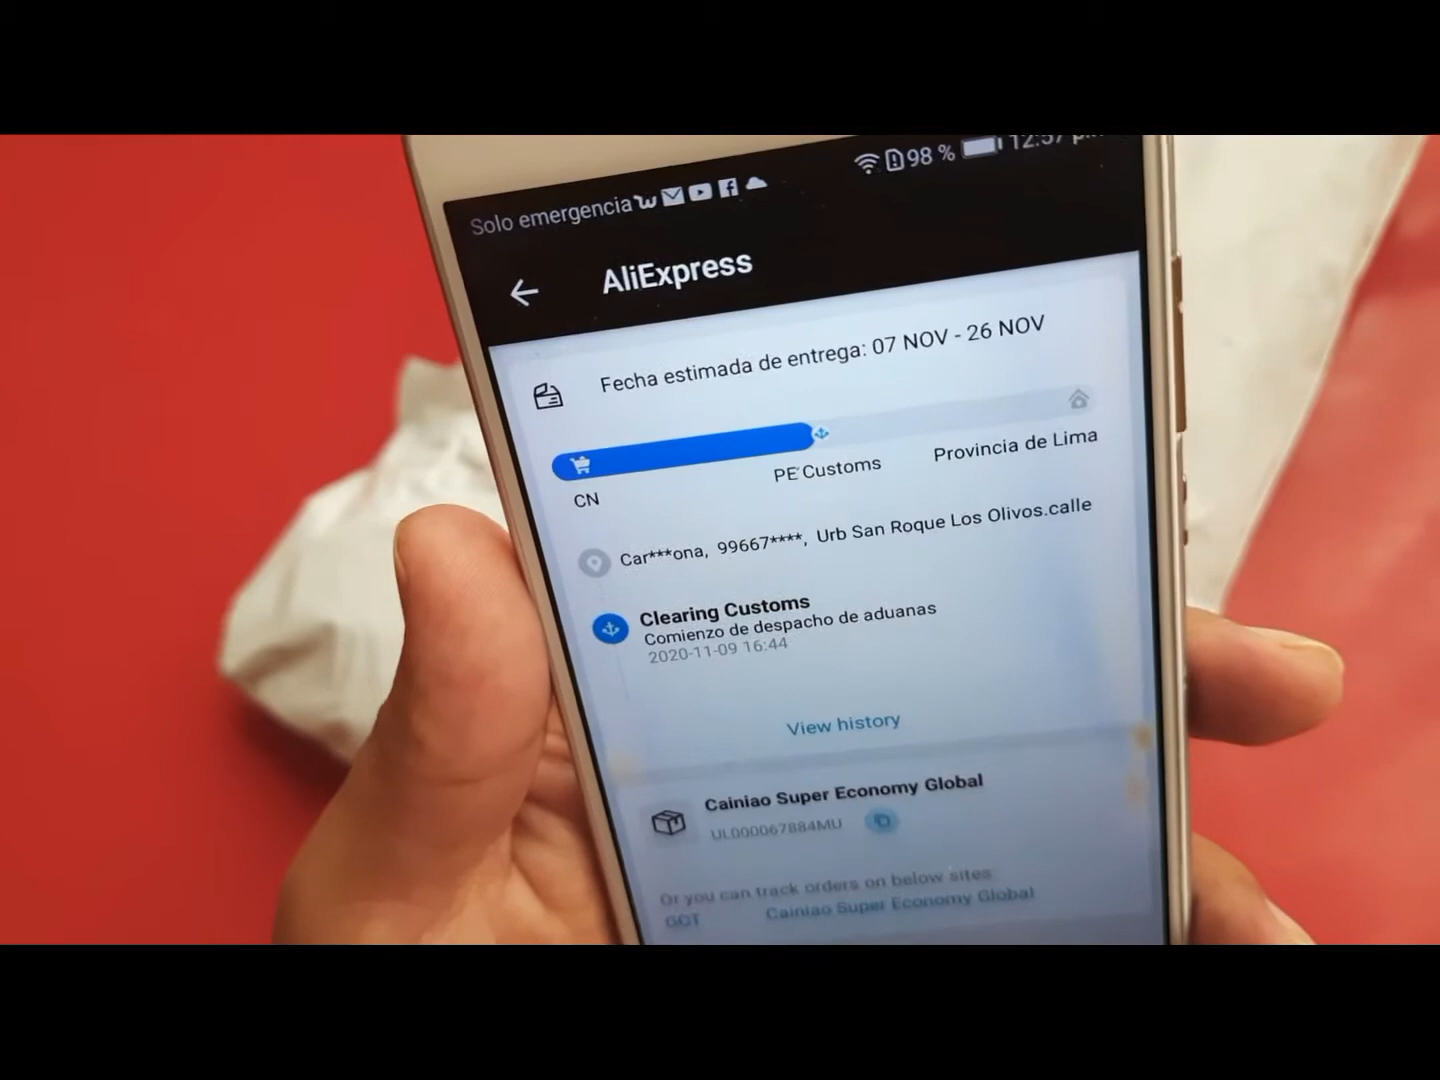 Solo emergencia
98 %
AliExpress
Fecha estimada de entrega: 07 NOV - 26 NOV
CN
PE Customs
Provincia de Lima
Car***ona, 99667****, Urb San Roque Los Olivos.calle
Clearing Customs
Comienzo de despacho de aduanas
2020-11-09 16:44
View history
Cainiao Super Economy Global
UL000067884MU
Or you can track orders on below sites:
GCT
Cainiao Super Economy Global